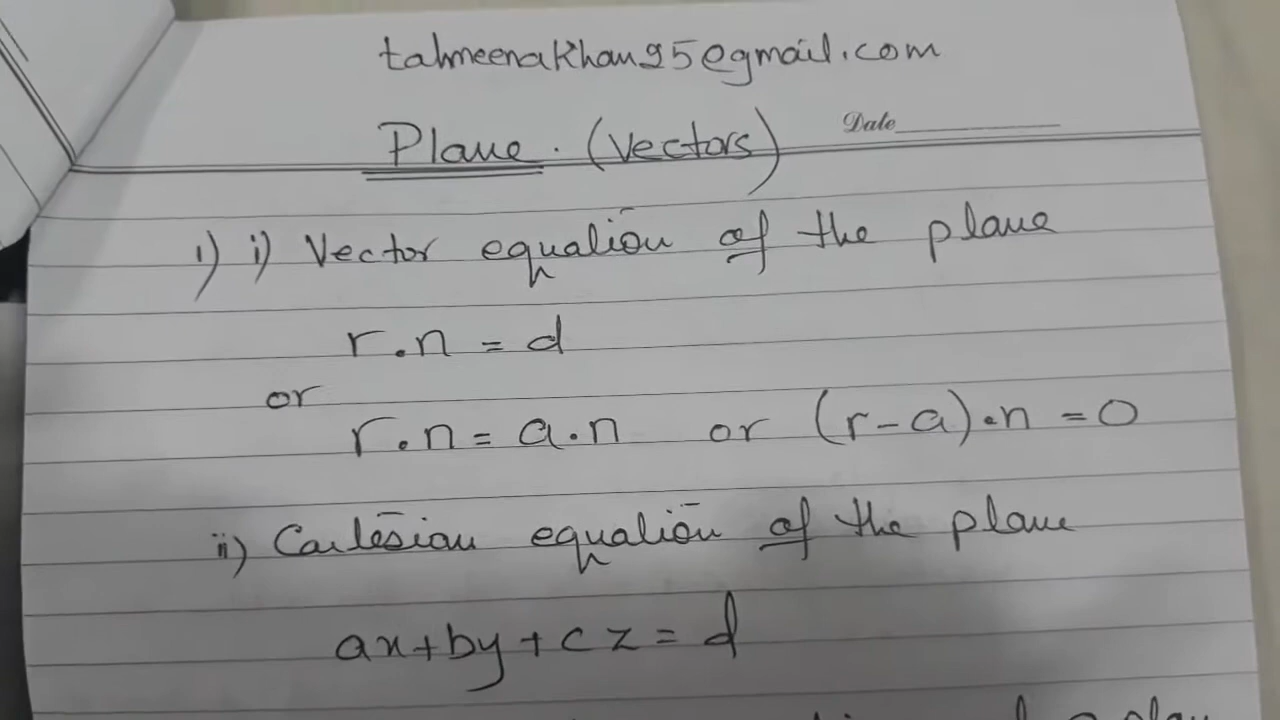 tahmeenakhan95@gmail.com
Plane. (Vectors) Date
1) i) Vector equation of the plane
r.n = d
or
r.n = a.n or (r-a).n = 0
ii) Cartesian equation of the plane
ax+by+cz = d